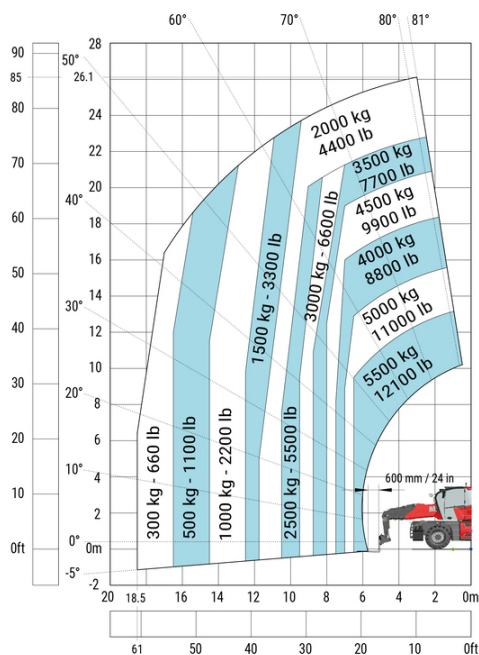 60° 70° 80° 81°
90 50° 28
85 26.1
80 24
2000 kg
4400 lb
70 22
3500 kg
7700 lb
20
40° 4500 kg
9900 lb
60 18
3000 kg - 6600 lb
4000 kg
8800 lb
50 16
1500 kg - 3300 lb
14
5000 kg
11000 lb
30° 40 12
10
5500 kg
12100 lb
30 20° 8
20 6
300 kg - 660 lb
500 kg - 1100 lb
1000 kg - 2200 lb
2500 kg - 5500 lb
10° 4
600 mm / 24 in
10 2
0ft 0° 0m
-5° -2
20 18.5 16 14 12 10 8 6 4 2 0m
61 50 40 30 20 10 0ft